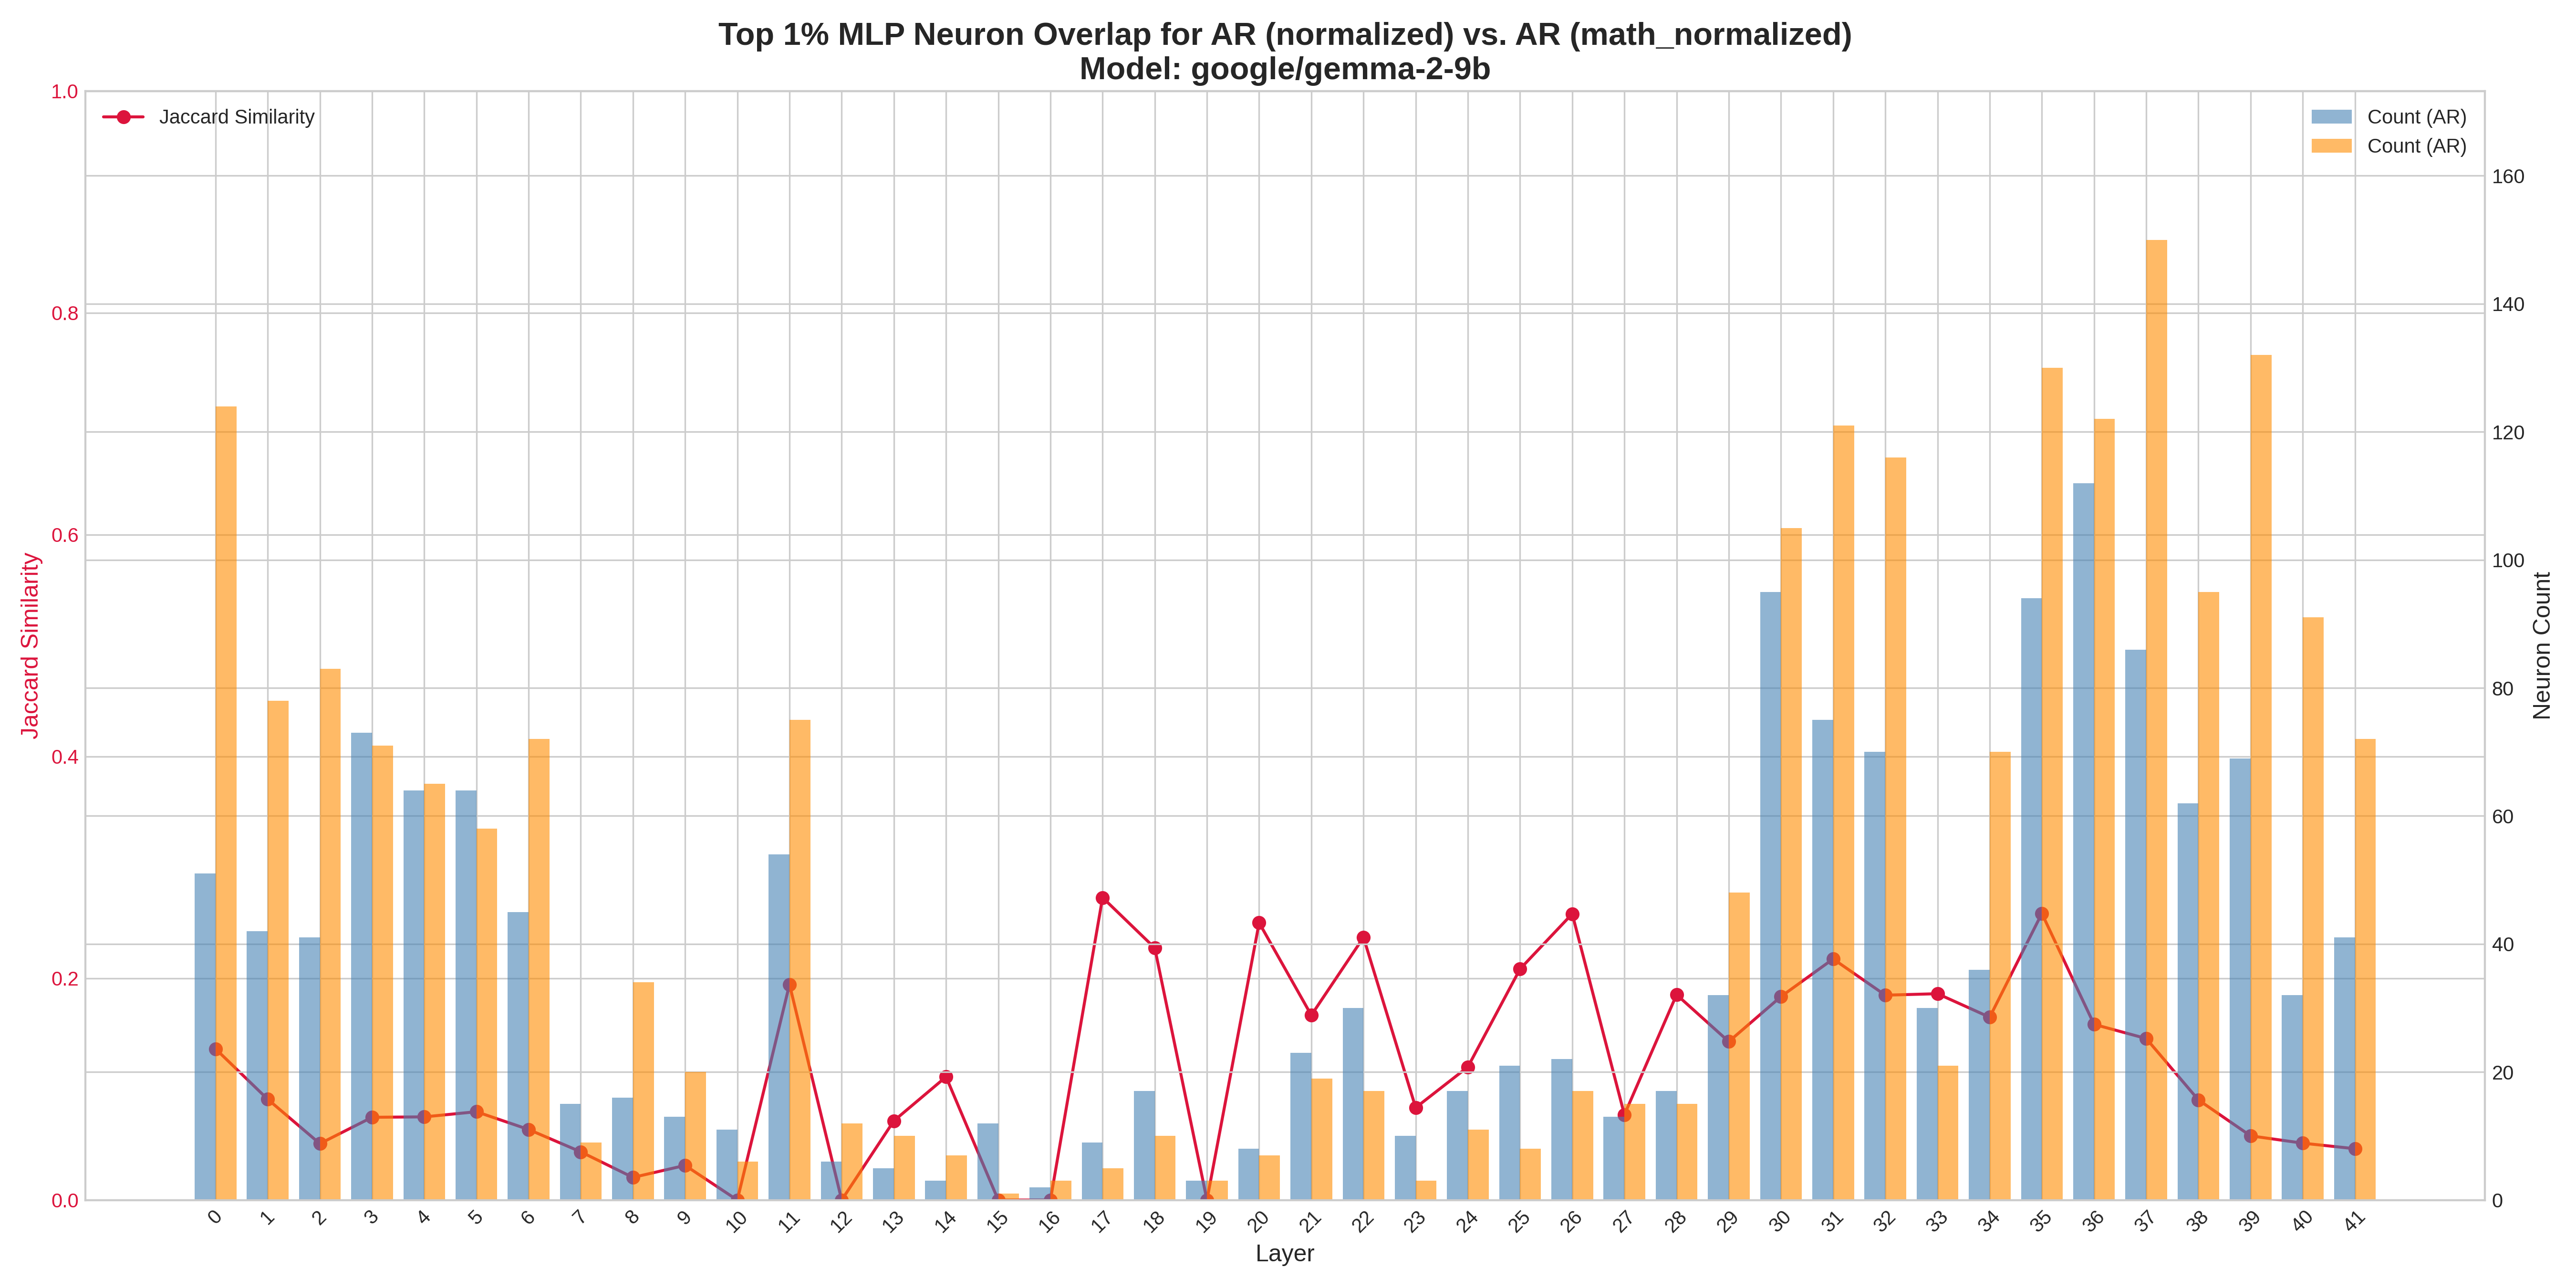 Top 1% MLP Neuron Overlap for AR (normalized) vs. AR (math_normalized)
Model: google/gemma-2-9b
Jaccard Similarity
Count (AR)
Count (AR)
Jaccard Similarity
1.0
0.8
0.6
0.4
0.2
0.0
Neuron Count
160
140
120
100
80
60
40
20
0
0 1 2 3 4 5 6 7 8 9 10 11 12 13 14 15 16 17 18 19 20 21 22 23 24 25 26 27 28 29 30 31 32 33 34 35 36 37 38 39 40 41
Layer